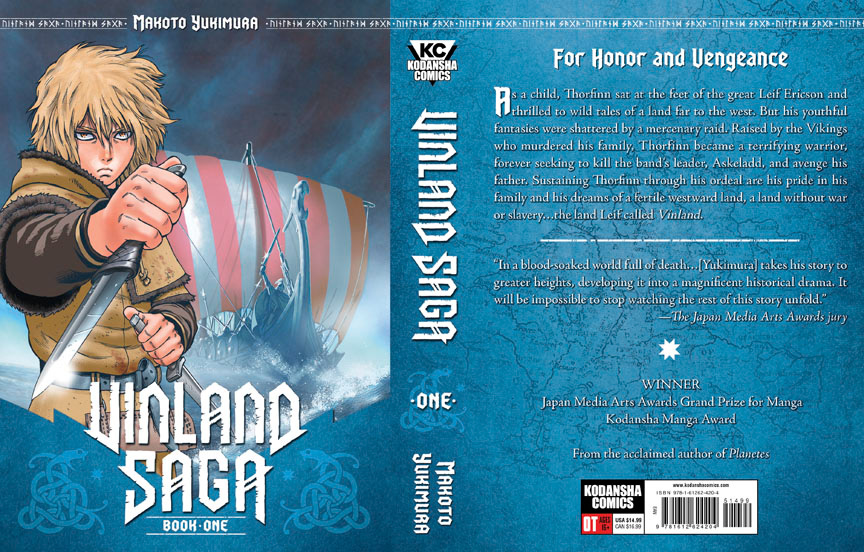 Makoto Yukimura
VINLAND
SAGA
BOOK·ONE
KC
KODANSHA
COMICS
VINLAND SAGA
·ONE·
Makoto
Yukimura
For Honor and Vengeance
As a child, Thorfinn sat at the feet of the great Leif Ericson and
thrilled to wild tales of a land far to the west. But his youthful
fantasies were shattered by a mercenary raid. Raised by the Vikings
who murdered his family, Thorfinn became a terrifying warrior,
forever seeking to kill the band's leader, Askeladd, and avenge his
father. Sustaining Thorfinn through his ordeal are his pride in his
family and his dreams of a fertile westward land, a land without war
or slavery…the land Leif called Vinland.
“In a blood-soaked world full of death…[Yukimura] takes his story to
greater heights, developing it into a magnificent historical drama. It
will be impossible to stop watching the rest of this story unfold.”
—The Japan Media Arts Awards jury
WINNER
Japan Media Arts Awards Grand Prize for Manga
Kodansha Manga Award
From the acclaimed author of Planetes
KODANSHA
COMICS
OT AGES 16+
USA $14.99
CAN $16.99
www.kodanshacomics.com
ISBN 978-1-61262-420-4
51499
9 781612 624204